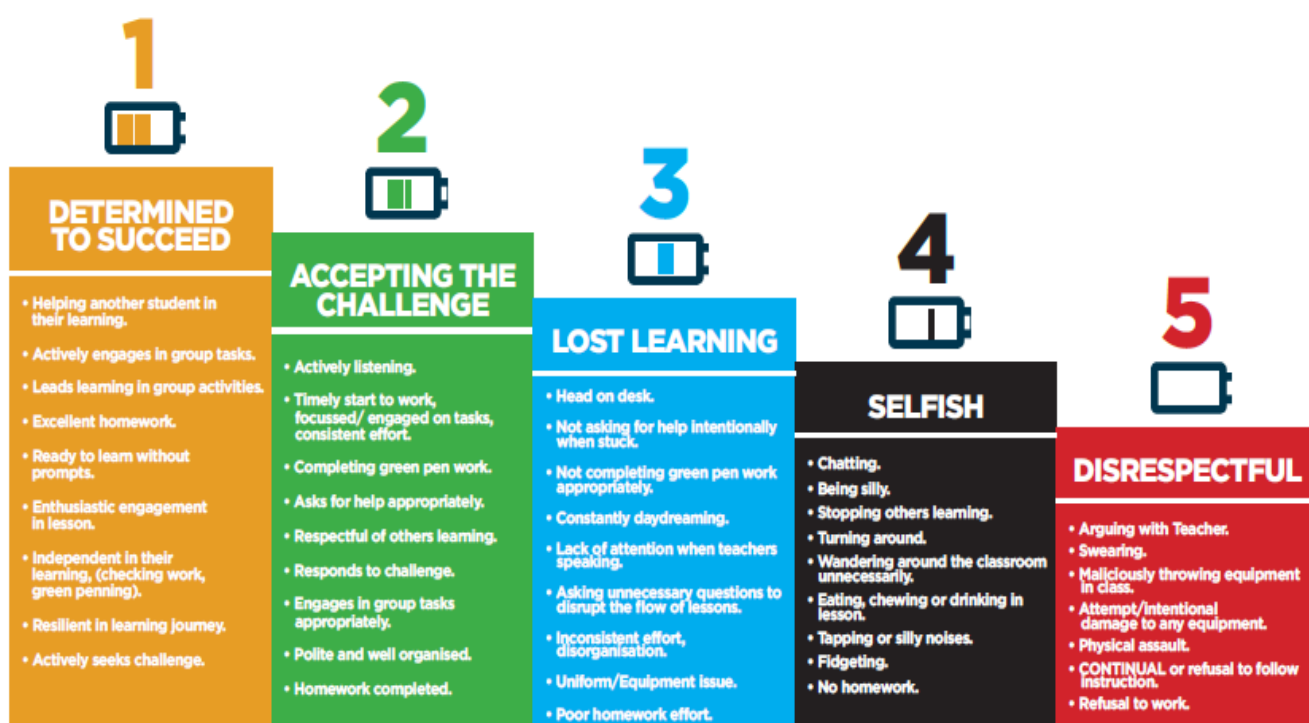 1
DETERMINED
TO SUCCEED
• Helping another student in
their learning.
• Actively engages in group tasks.
• Leads learning in group activities.
• Excellent homework.
• Ready to learn without
prompts.
• Enthusiastic engagement
in lesson.
• Independent in their
learning, (checking work,
green penning).
• Resilient in learning journey.
• Actively seeks challenge.
2
ACCEPTING THE
CHALLENGE
• Actively listening.
• Timely start to work,
focussed/ engaged on tasks,
consistent effort.
• Completing green pen work.
• Asks for help appropriately.
• Respectful of others learning.
• Responds to challenge.
• Engages in group tasks
appropriately.
• Polite and well organised.
• Homework completed.
3
LOST LEARNING
• Head on desk.
• Not asking for help intentionally
when stuck.
• Not completing green pen work
appropriately.
• Constantly daydreaming.
• Lack of attention when teachers
speaking.
• Asking unnecessary questions to
disrupt the flow of lessons.
• Inconsistent effort,
disorganisation.
• Uniform/Equipment issue.
• Poor homework effort.
4
SELFISH
• Chatting.
• Being silly.
• Stopping others learning.
• Turning around.
• Wandering around the classroom
unnecessarily.
• Eating, chewing or drinking in
lesson.
• Tapping or silly noises.
• Fidgeting.
• No homework.
5
DISRESPECTFUL
• Arguing with Teacher.
• Swearing.
• Maliciously throwing equipment
in class.
• Attempt/intentional
damage to any equipment.
• Physical assault.
• CONTINUAL or refusal to follow
instruction.
• Refusal to work.